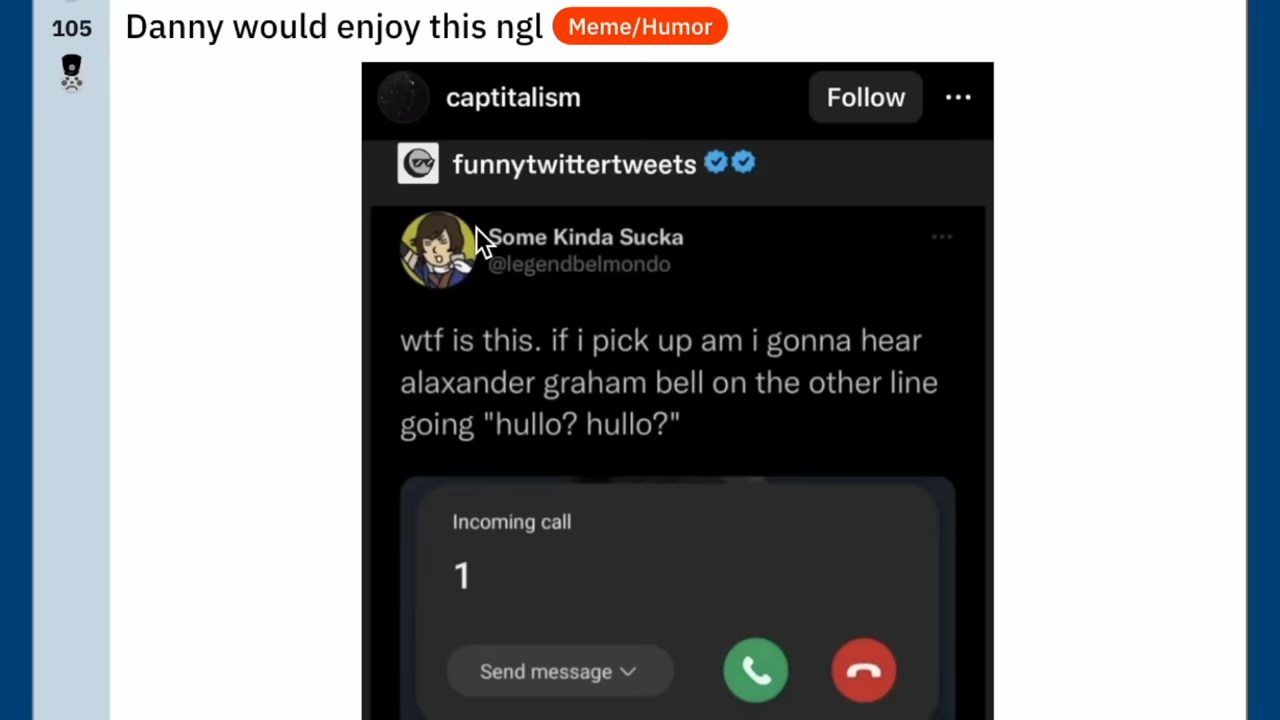 105
Danny would enjoy this ngl Meme/Humor
captitalism
Follow
funnytwittertweets
Some Kinda Sucka
@legendbelmondo
wtf is this. if i pick up am i gonna hear
alaxander graham bell on the other line
going "hullo? hullo?"
Incoming call
1
Send message